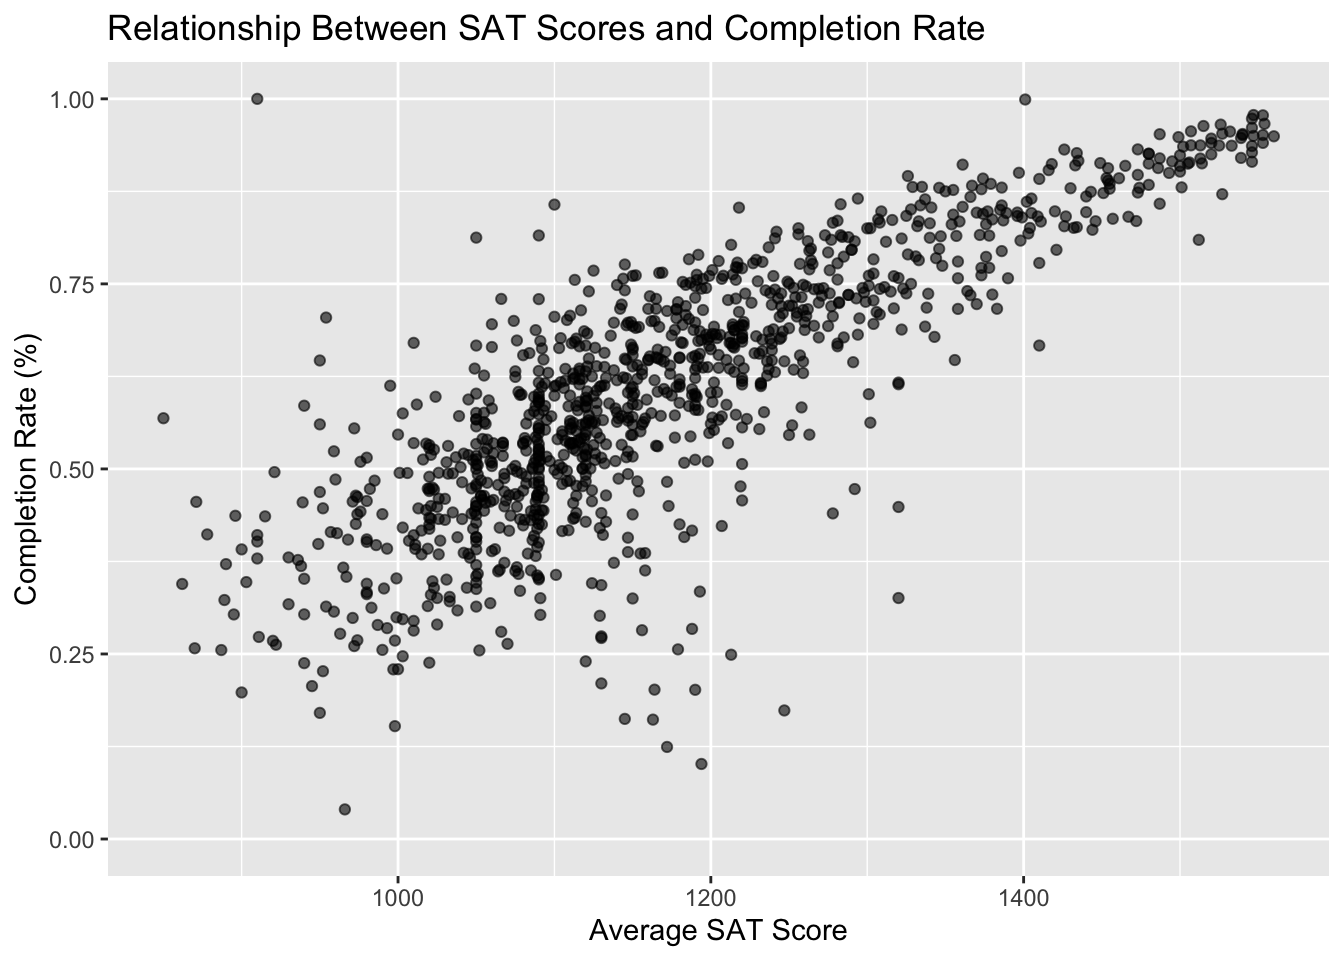 Relationship Between SAT Scores and Completion Rate
Completion Rate (%)
1.00
0.75
0.50
0.25
0.00
1000 1200 1400
Average SAT Score